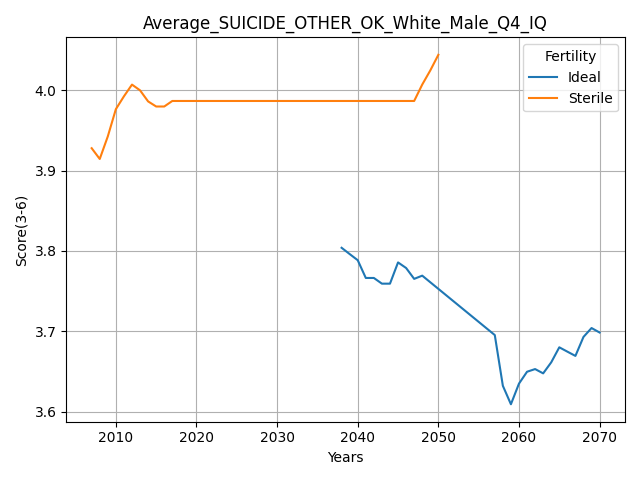 Average_SUICIDE_OTHER_OK_White_Male_Q4_IQ
Fertility
Ideal
Sterile
Score(3-6)
4.0
3.9
3.8
3.7
3.6
2010 2020 2030 2040 2050 2060 2070
Years